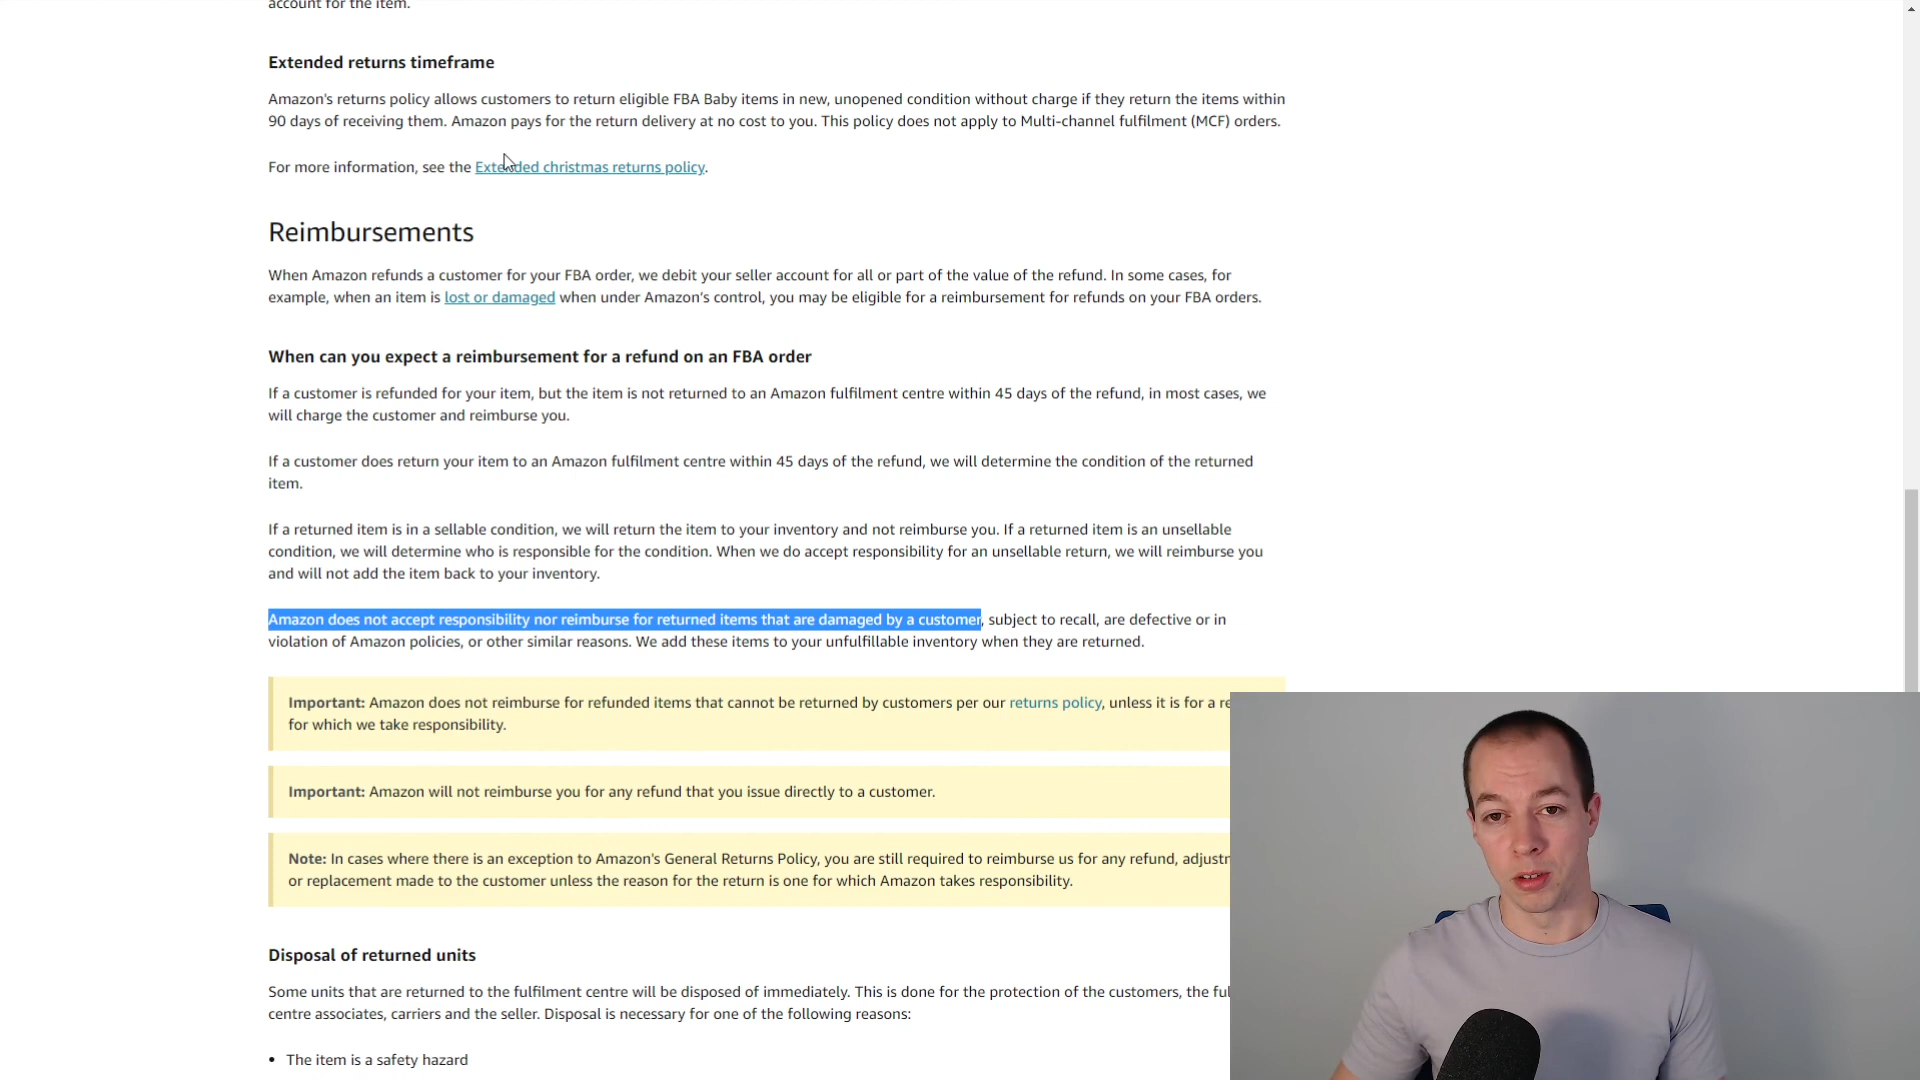 account for the item.
Extended returns timeframe
Amazon's returns policy allows customers to return eligible FBA Baby items in new, unopened condition without charge if they return the items within
90 days of receiving them. Amazon pays for the return delivery at no cost to you. This policy does not apply to Multi-channel fulfilment (MCF) orders.
For more information, see the Extended christmas returns policy.
Reimbursements
When Amazon refunds a customer for your FBA order, we debit your seller account for all or part of the value of the refund. In some cases, for
example, when an item is lost or damaged when under Amazon's control, you may be eligible for a reimbursement for refunds on your FBA orders.
When can you expect a reimbursement for a refund on an FBA order
If a customer is refunded for your item, but the item is not returned to an Amazon fulfilment centre within 45 days of the refund, in most cases, we
will charge the customer and reimburse you.
If a customer does return your item to an Amazon fulfilment centre within 45 days of the refund, we will determine the condition of the returned
item.
If a returned item is in a sellable condition, we will return the item to your inventory and not reimburse you. If a returned item is an unsellable
condition, we will determine who is responsible for the condition. When we do accept responsibility for an unsellable return, we will reimburse you
and will not add the item back to your inventory.
Amazon does not accept responsibility nor reimburse for returned items that are damaged by a customer, subject to recall, are defective or in
violation of Amazon policies, or other similar reasons. We add these items to your unfulfillable inventory when they are returned.
Important: Amazon does not reimburse for refunded items that cannot be returned by customers per our returns policy, unless it is for a re
for which we take responsibility.
Important: Amazon will not reimburse you for any refund that you issue directly to a customer.
Note: In cases where there is an exception to Amazon's General Returns Policy, you are still required to reimburse us for any refund, adjustr
or replacement made to the customer unless the reason for the return is one for which Amazon takes responsibility.
Disposal of returned units
Some units that are returned to the fulfilment centre will be disposed of immediately. This is done for the protection of the customers, the ful
centre associates, carriers and the seller. Disposal is necessary for one of the following reasons:
• The item is a safety hazard